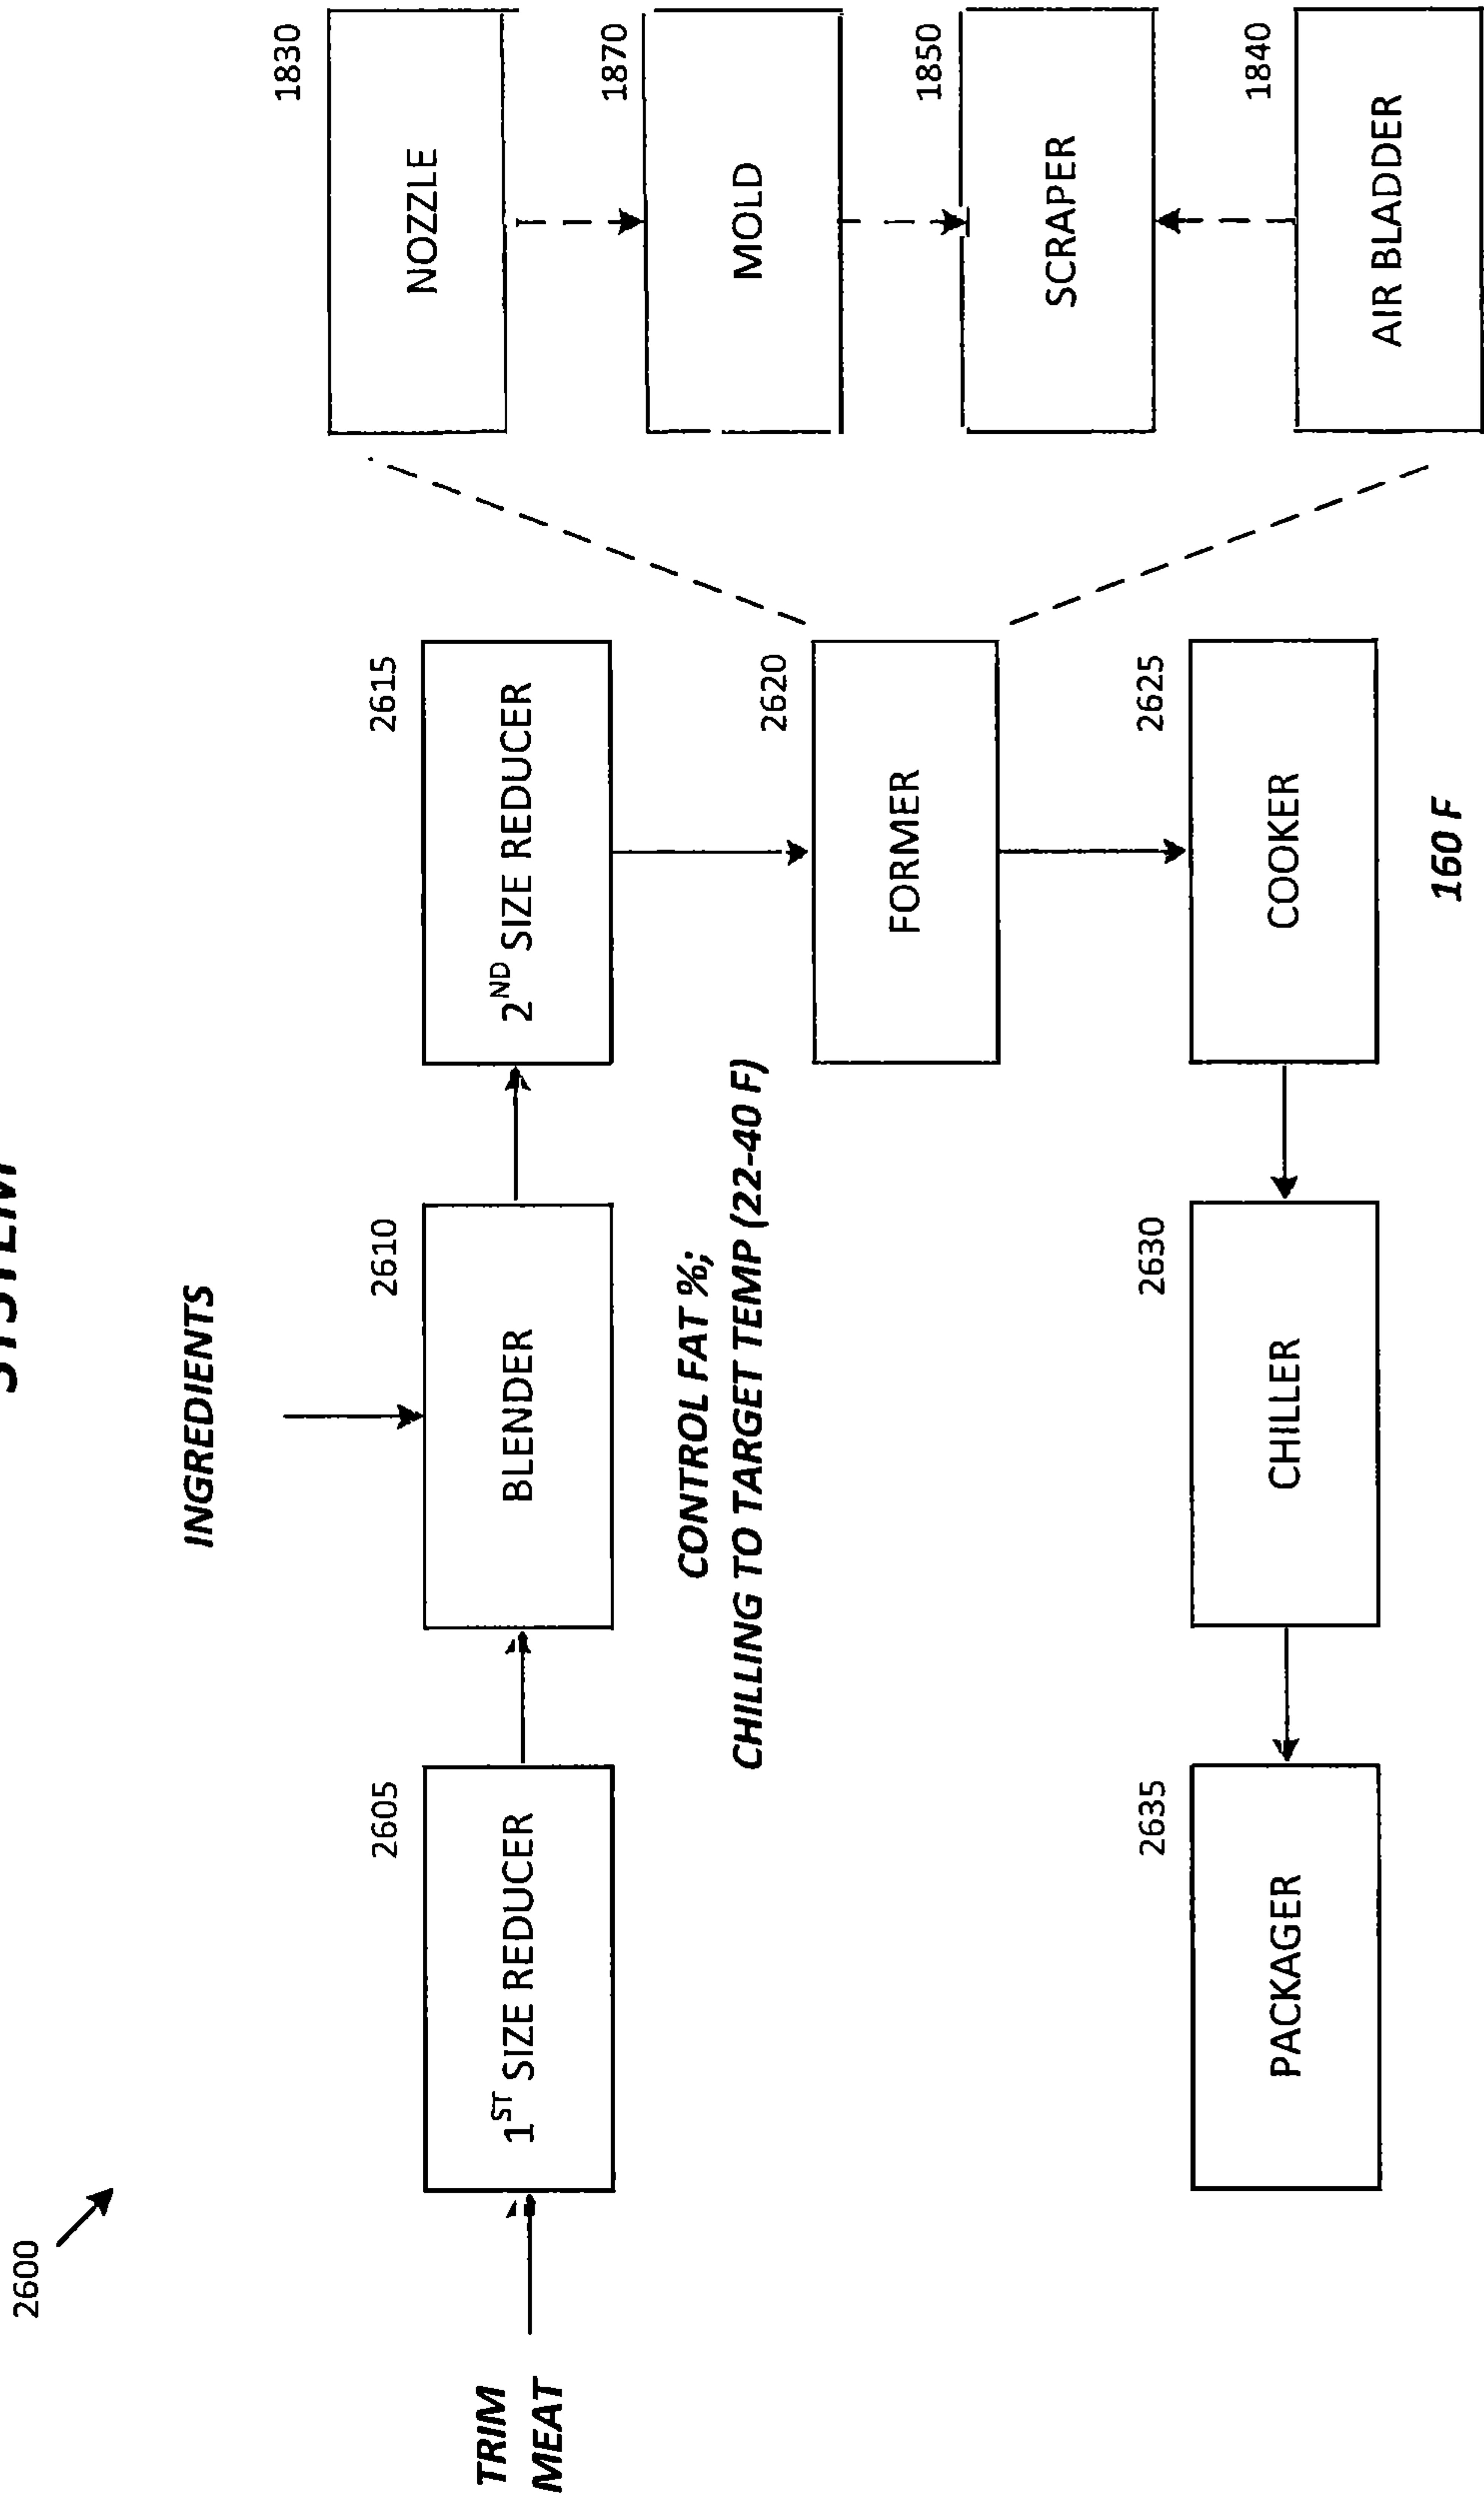 SYSTEM
2600
INGREDIENTS
TRIM
MEAT
2605
1ST SIZE REDUCER
2610
BLENDER
2615
2ND SIZE REDUCER
CONTROL FAT %;
CHILLING TO TARGET TEMP (22-40 F)
2620
FORMER
1830
NOZZLE
1870
MOLD
1850
SCRAPER
1840
AIR BLADDER
2625
COOKER
160 F
2630
CHILLER
2635
PACKAGER